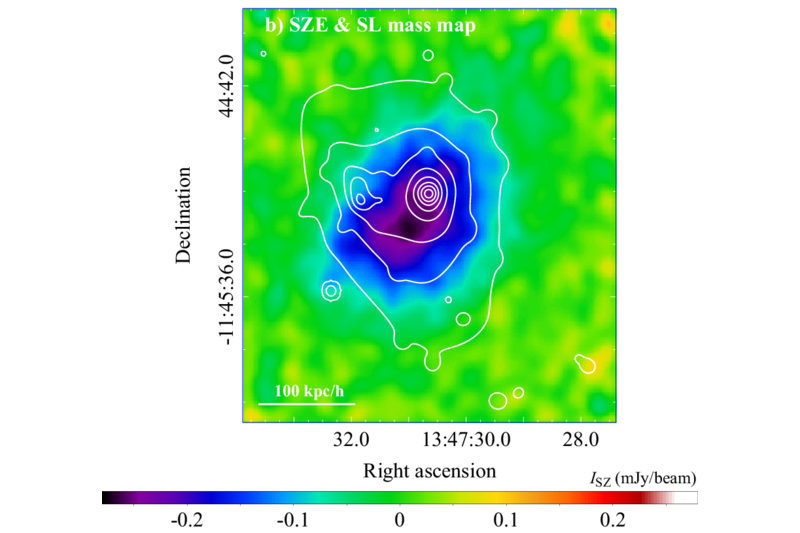 b) SZE & SL mass map
44:42.0
Declination
-11:45:36.0
100 kpc/h
32.0 13:47:30.0 28.0
Right ascension
I_SZ (mJy/beam)
-0.2 -0.1 0 0.1 0.2